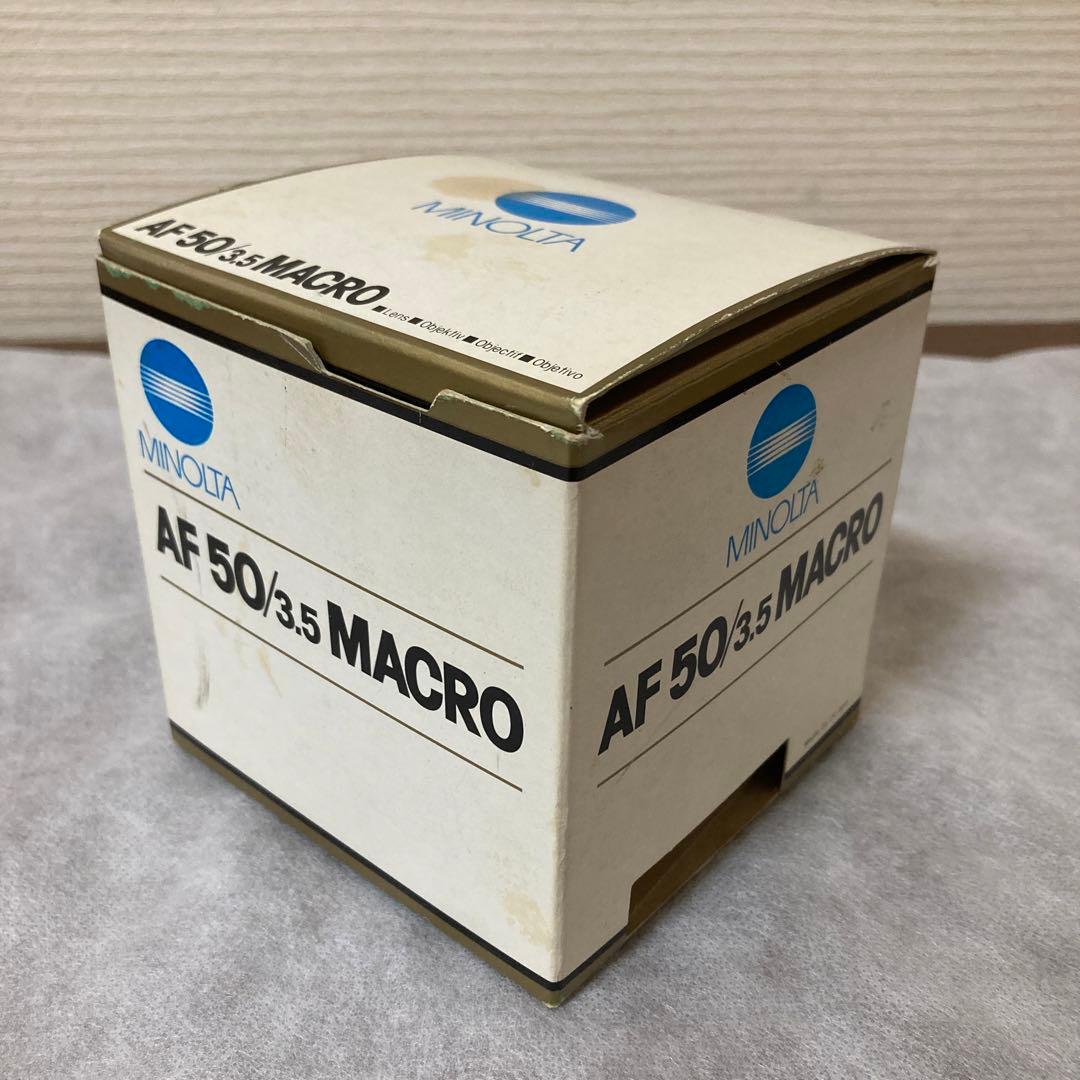 MINOLTA
AF 50/3.5 MACRO
■Lens ■Objektiv ■Objectif ■Objetivo
MINOLTA
AF 50/3.5 MACRO
MINOLTA
AF 50/3.5 MACRO